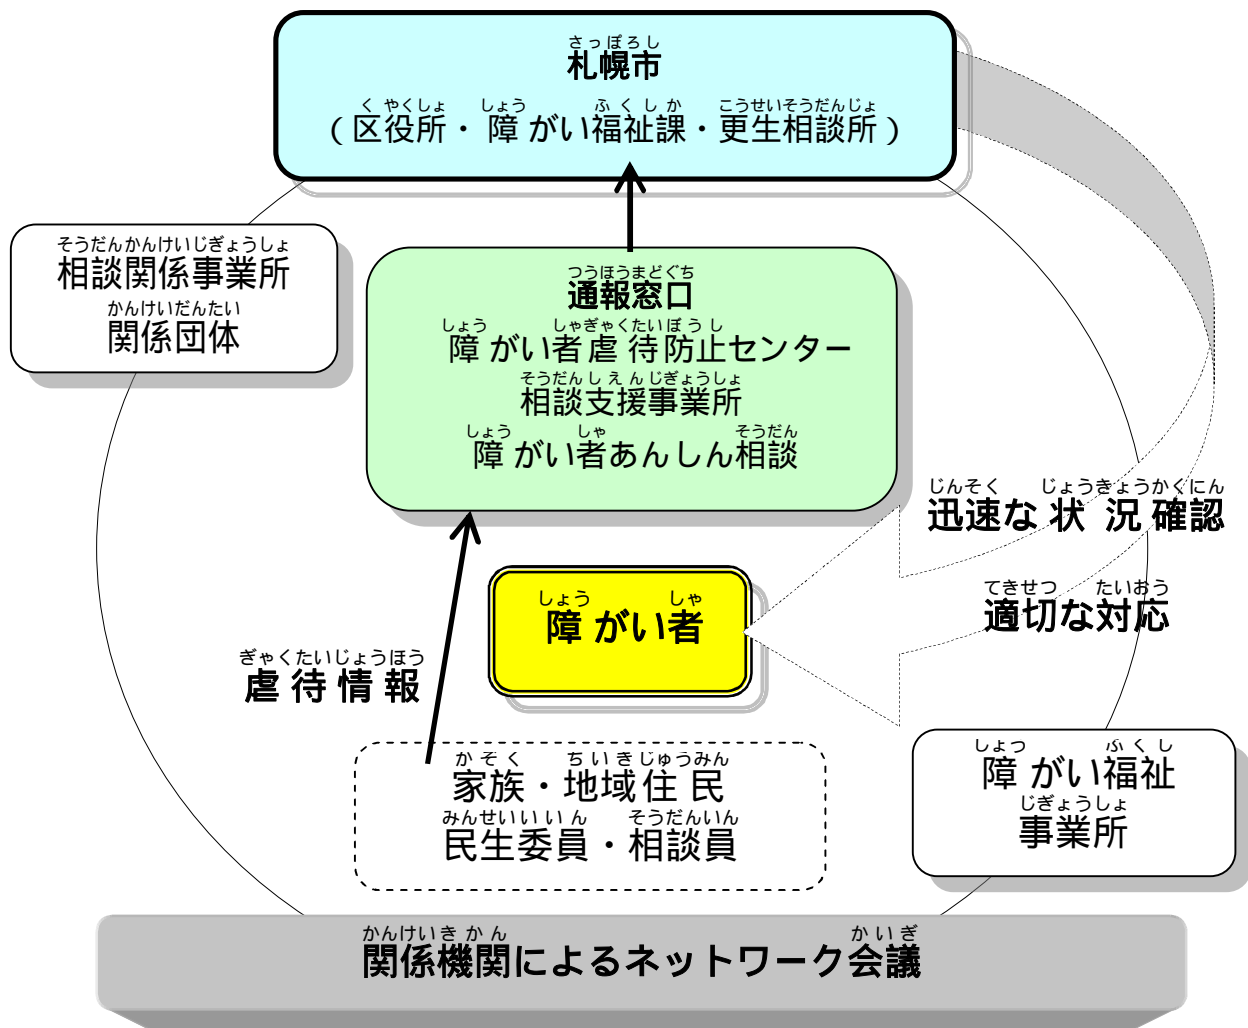 さっぽろし
札幌市
くやくしょ しょう ふくしか こうせいそうだんじょ
（区役所・障がい福祉課・更生相談所）
そうだんかんけいじぎょうしょ
相談関係事業所
かんけいだんたい
関係団体
つうほうまどぐち
通報窓口
しょう しゃぎゃくたいぼうし
障がい者虐待防止センター
そうだんしえんじぎょうしょ
相談支援事業所
しょう しゃ そうだん
障がい者あんしん相談
じんそく じょうきょうかくにん
迅速な状況確認
てきせつ たいおう
適切な対応
しょう しゃ
障がい者
ぎゃくたいじょうほう
虐待情報
かぞく ちいきじゅうみん
家族・地域住民
みんせいいいん そうだんいん
民生委員・相談員
しょつ ふくし
障がい福祉
じぎょうしょ
事業所
かんけいきかん かいぎ
関係機関によるネットワーク会議